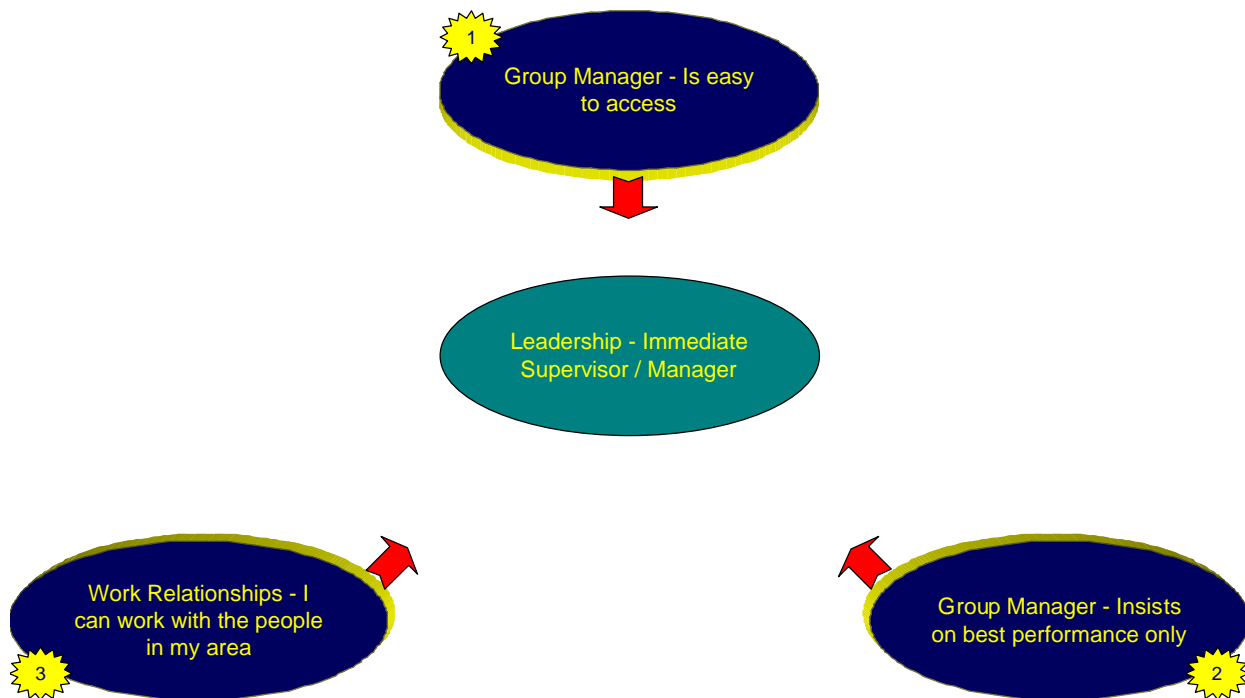 1
Group Manager - Is easy
to access
Leadership - Immediate
Supervisor / Manager
Work Relationships - I
can work with the people
in my area
3
Group Manager - Insists
on best performance only
2